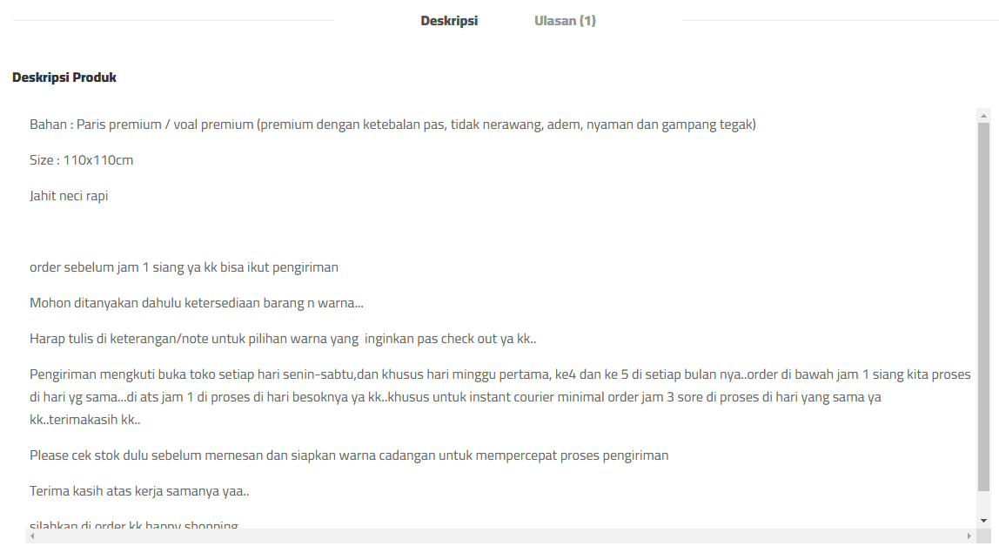 Deskripsi
Ulasan (1)
Deskripsi Produk
Bahan : Paris premium / voal premium (premium dengan ketebalan pas, tidak nerawang, adem, nyaman dan gampang tegak)
Size : 110x110cm
Jahit neci rapi
order sebelum jam 1 siang ya kk bisa ikut pengiriman
Mohon ditanyakan dahulu ketersediaan barang n warna...
Harap tulis di keterangan/note untuk pilihan warna yang  inginkan pas check out ya kk..
Pengiriman mengkuti buka toko setiap hari senin-sabtu,dan khusus hari minggu pertama, ke4 dan ke 5 di setiap bulan nya..order di bawah jam 1 siang kita proses
di hari yg sama...di ats jam 1 di proses di hari besoknya ya kk..khusus untuk instant courier minimal order jam 3 sore di proses di hari yang sama ya
kk..terimakasih kk..
Please cek stok dulu sebelum memesan dan siapkan warna cadangan untuk mempercepat proses pengiriman
Terima kasih atas kerja samanya yaa..
silahkan di order kk happy shopping